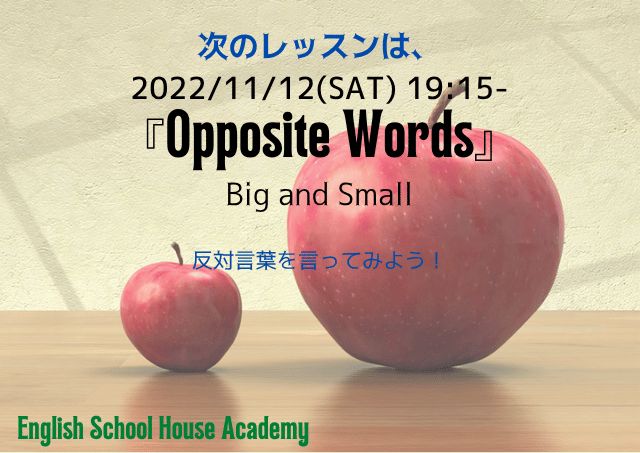 次のレッスンは、
2022/11/12(SAT) 19:15-
『Opposite Words』
Big and Small
反対言葉を言ってみよう！
English School House Academy